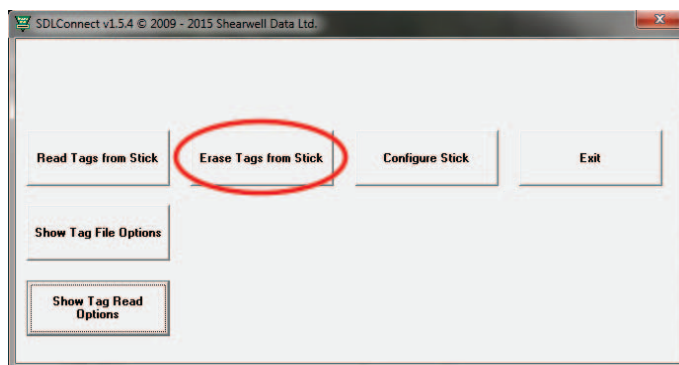 SDLConnect v1.5.4 © 2009 - 2015 Shearwell Data Ltd.
Read Tags from Stick
Erase Tags from Stick
Configure Stick
Exit
Show Tag File Options
Show Tag Read
Options